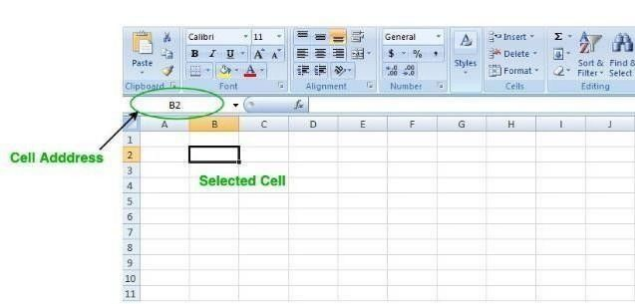 Calibri 11 General
Insert Σ
B I U A A $ % , Delete
Paste Styles Sort & Find &
.0 .00 Format Filter Select
Clipboard Font Alignment Number Cells Editing
B2 fx
A B C D E F G H I J
1
2
Cell Adddress
3
Selected Cell
4
5
6
7
8
9
10
11